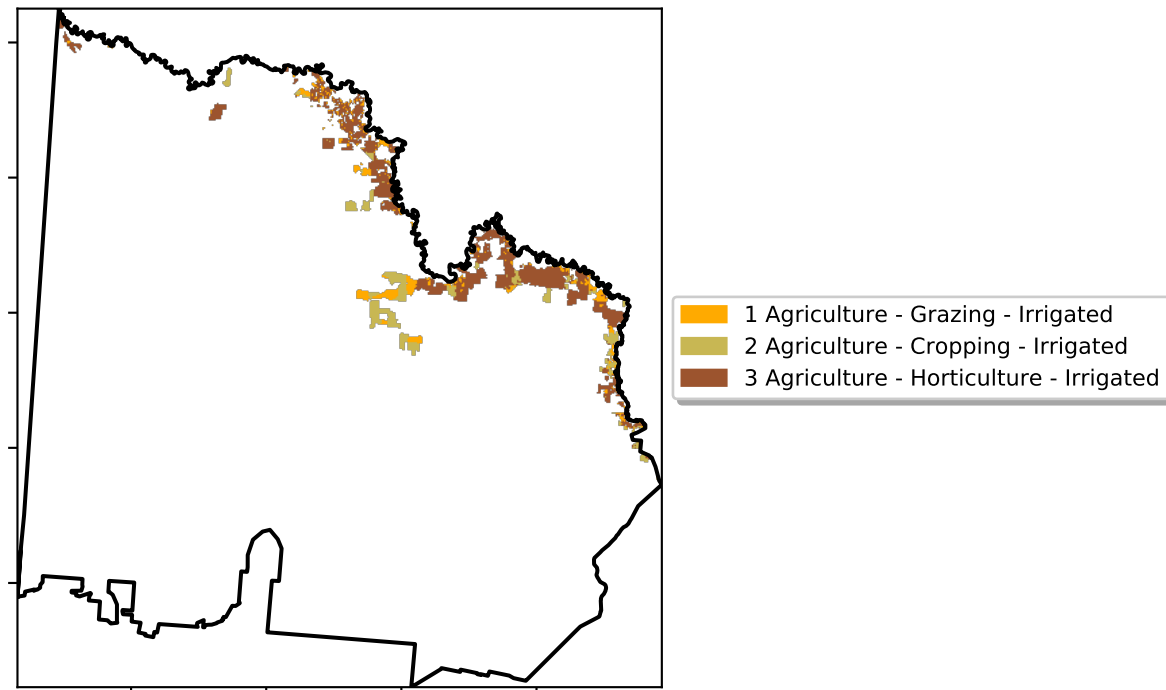 1 Agriculture - Grazing - Irrigated
2 Agriculture - Cropping - Irrigated
3 Agriculture - Horticulture - Irrigated